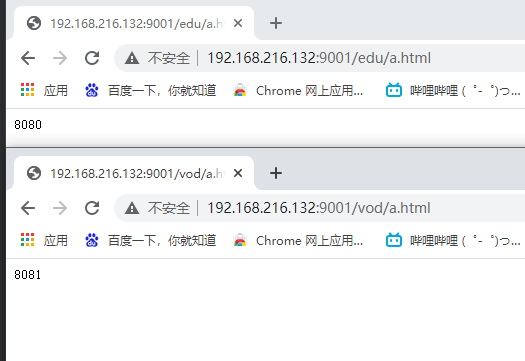 192.168.216.132:9001/edu/a.h
不安全 | 192.168.216.132:9001/edu/a.html
应用 百度一下，你就知道 Chrome 网上应用... 哔哩哔哩 (゜-゜)つ...
8080
192.168.216.132:9001/vod/a.h
不安全 | 192.168.216.132:9001/vod/a.html
应用 百度一下，你就知道 Chrome 网上应用... 哔哩哔哩 (゜-゜)つ...
8081